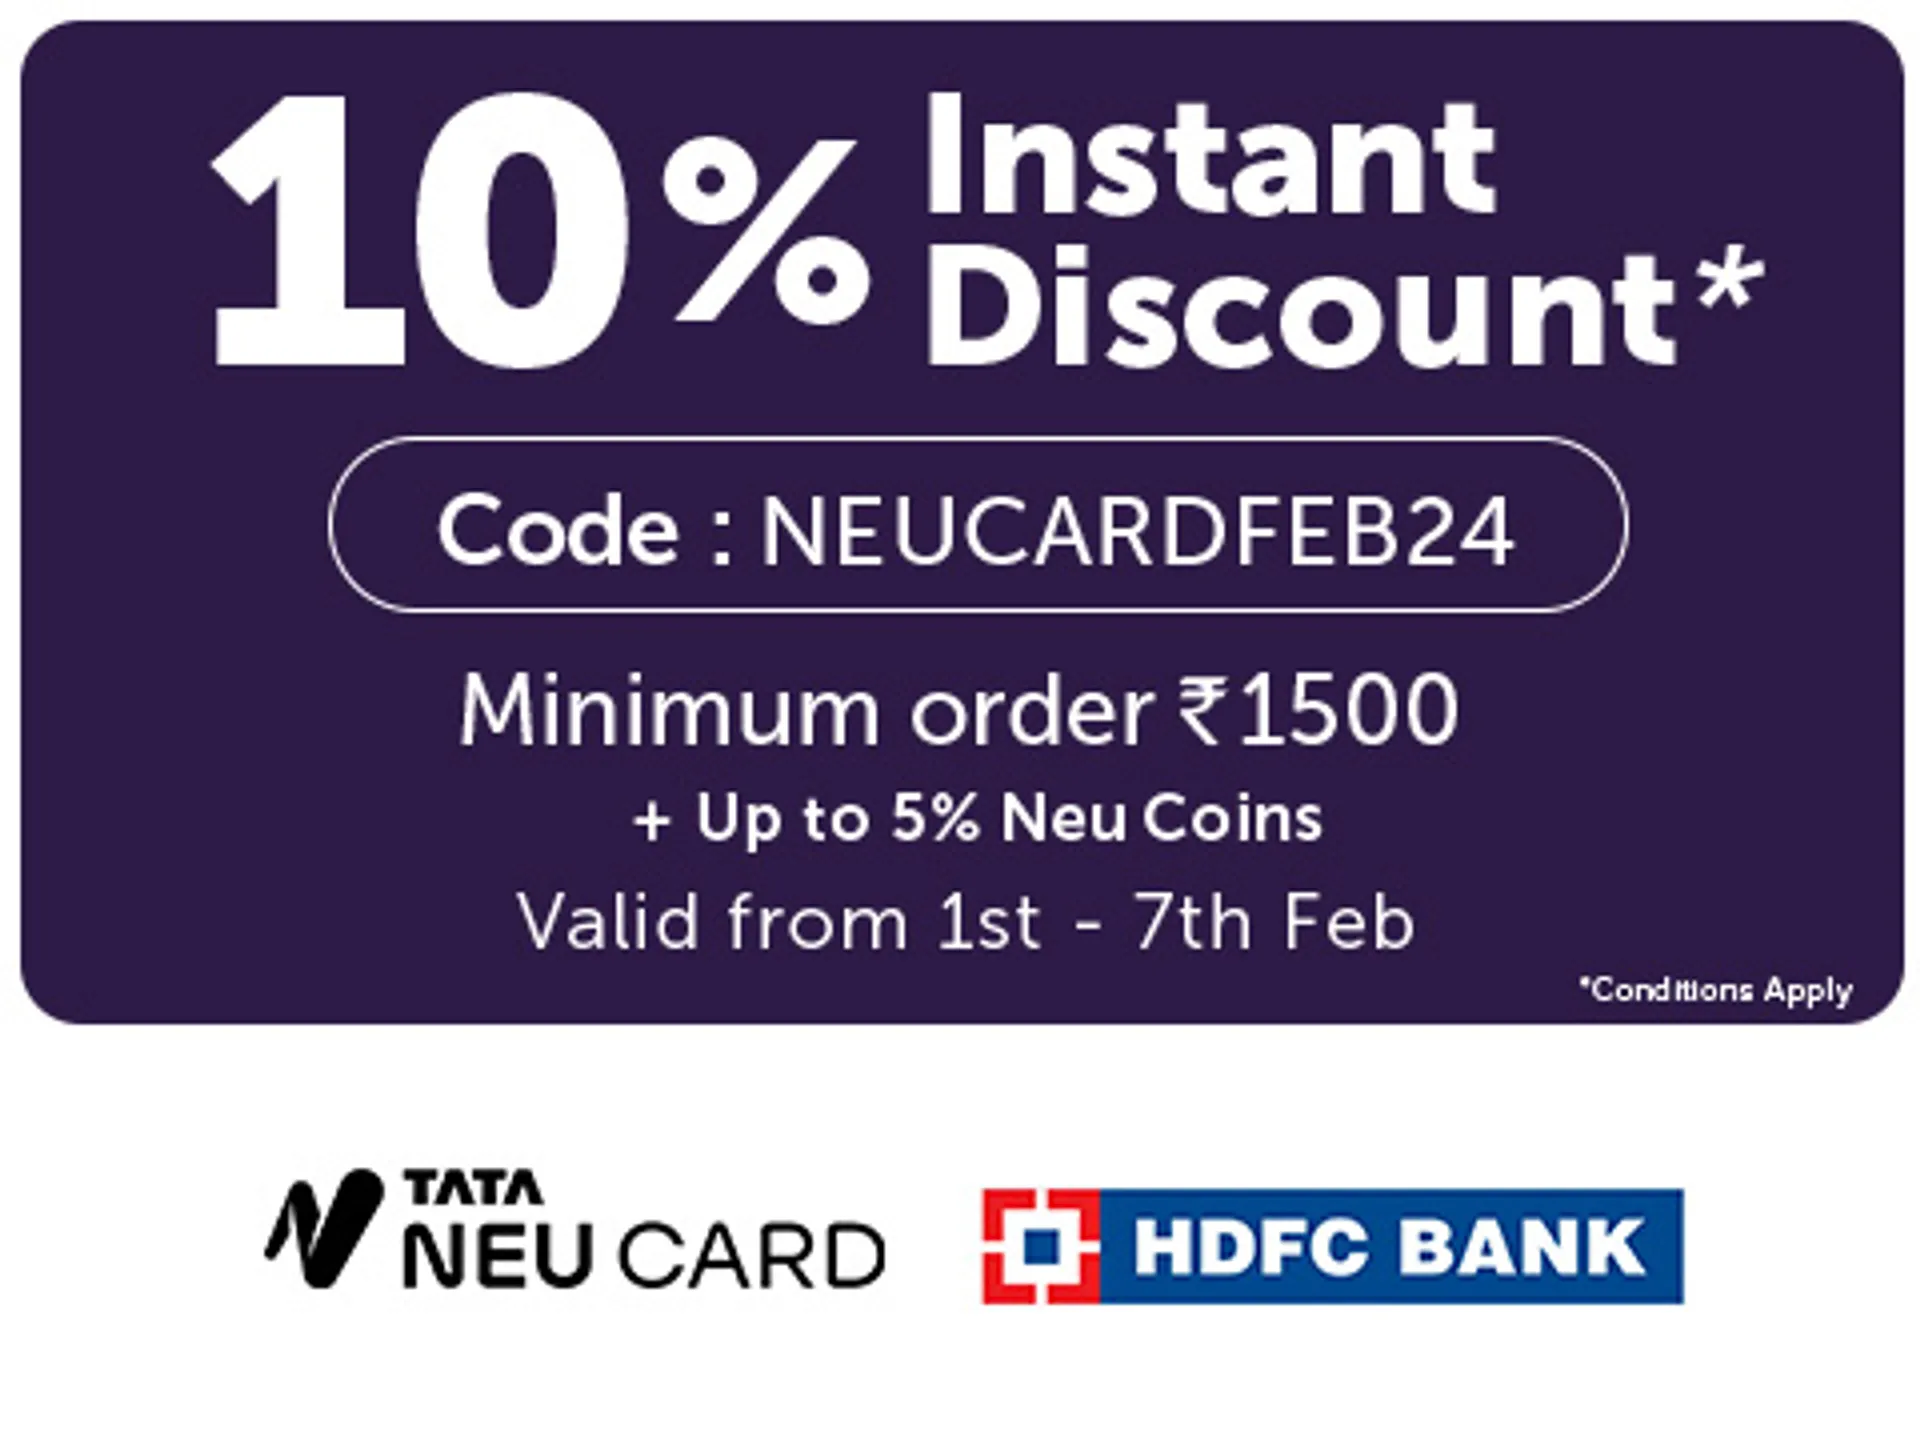 10% Instant
Discount*
Code : NEUCARDFEB24
Minimum order ₹1500
+ Up to 5% Neu Coins
Valid from 1st - 7th Feb
*Conditions Apply
TATA
NEU CARD
HDFC BANK